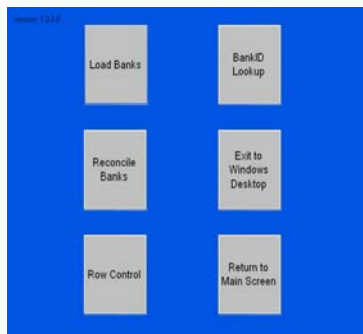 Load Banks
BankID
Lookup
Reconcile
Banks
Exit to
Windows
Desktop
Row Control
Return to
Main Screen